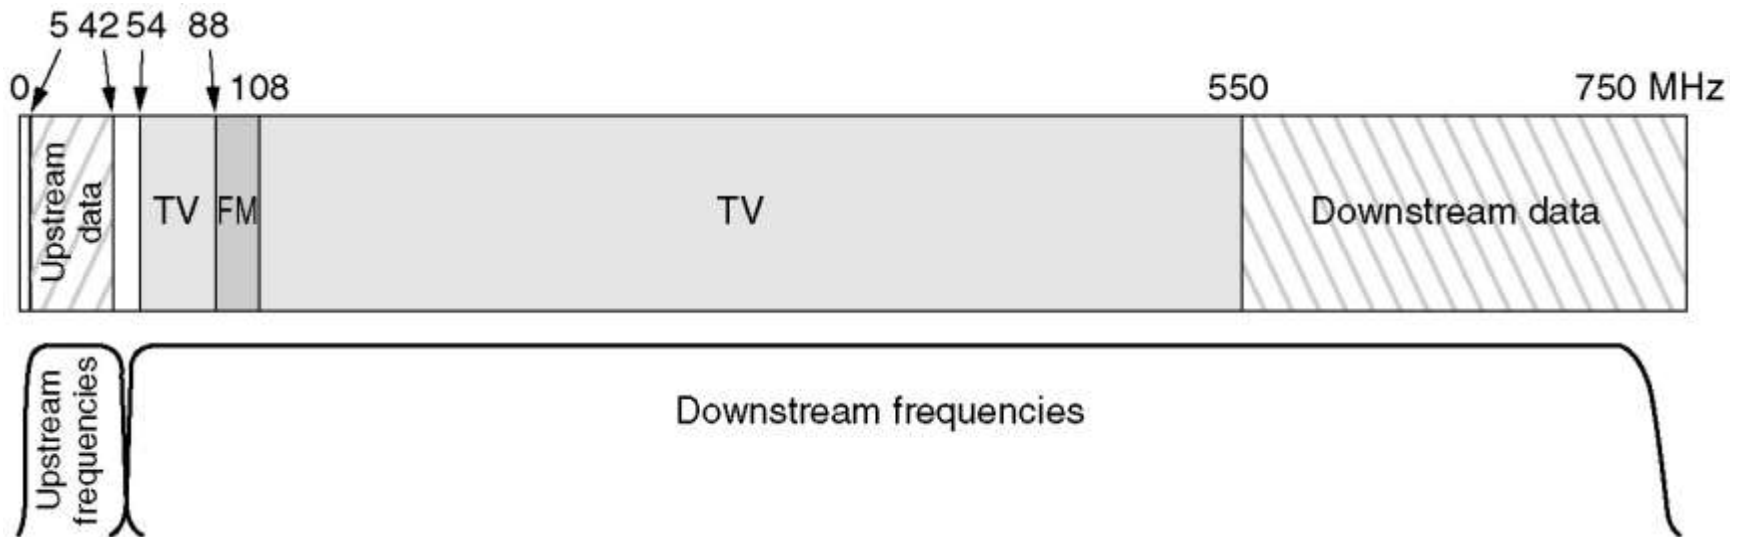 5 42 54 88
0 108 550 750 MHz
Upstream
data
TV
FM
TV
Downstream data
Upstream
frequencies
Downstream frequencies